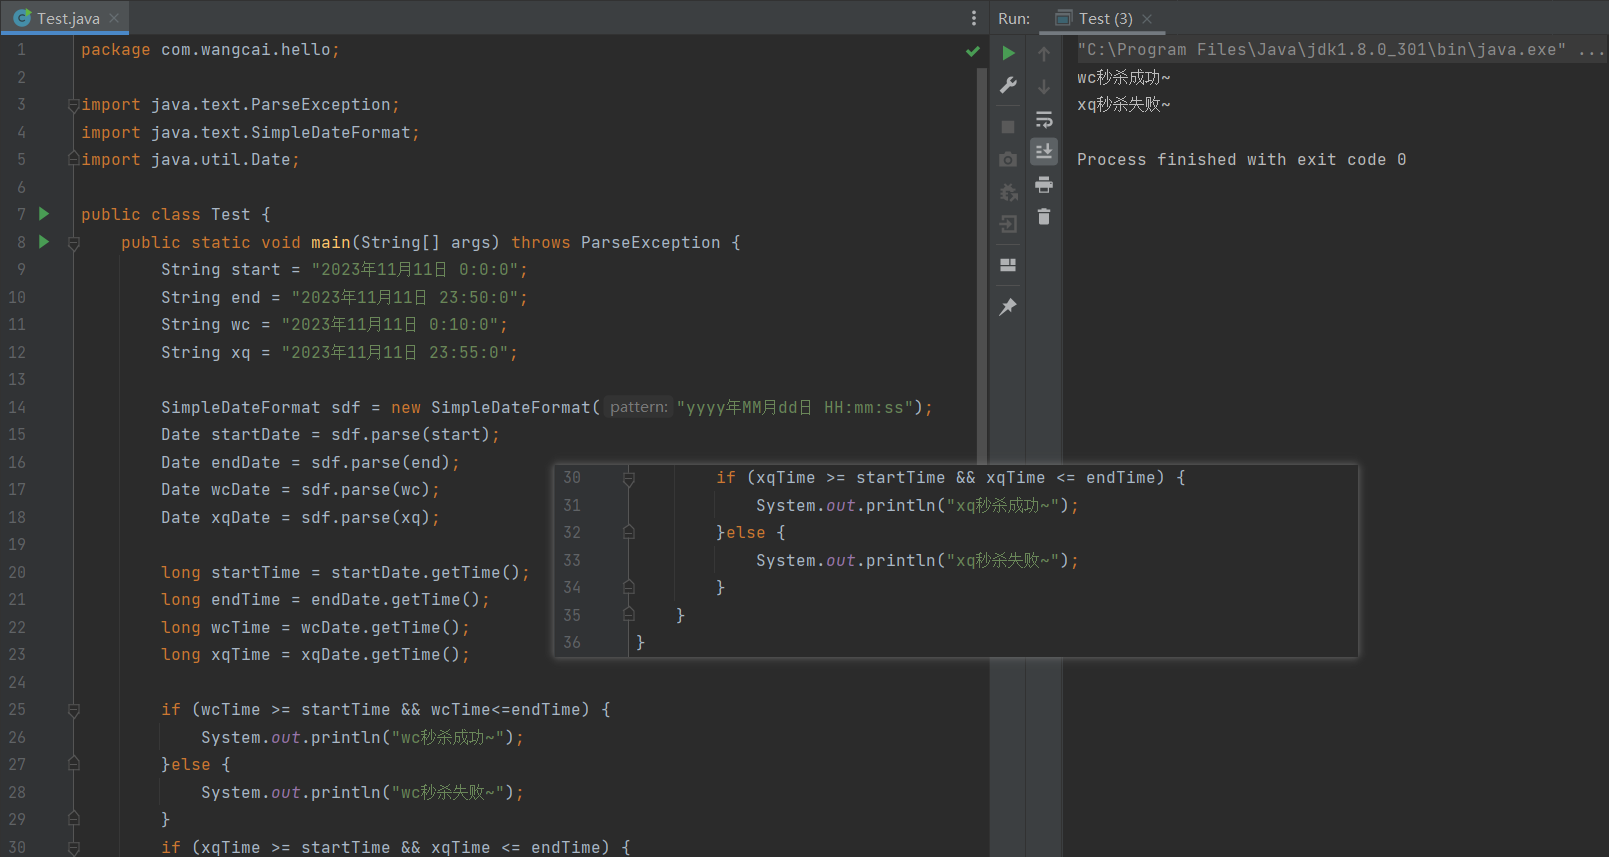 Test.java
1 package com.wangcai.hello;
2
3 import java.text.ParseException;
4 import java.text.SimpleDateFormat;
5 import java.util.Date;
6
7 public class Test {
8 public static void main(String[] args) throws ParseException {
9 String start = "2023年11月11日 0:0:0";
10 String end = "2023年11月11日 23:50:0";
11 String wc = "2023年11月11日 0:10:0";
12 String xq = "2023年11月11日 23:55:0";
13
14 SimpleDateFormat sdf = new SimpleDateFormat( pattern: "yyyy年MM月dd日 HH:mm:ss");
15 Date startDate = sdf.parse(start);
16 Date endDate = sdf.parse(end);
17 Date wcDate = sdf.parse(wc);
18 Date xqDate = sdf.parse(xq);
19
20 long startTime = startDate.getTime();
21 long endTime = endDate.getTime();
22 long wcTime = wcDate.getTime();
23 long xqTime = xqDate.getTime();
24
25 if (wcTime >= startTime && wcTime<=endTime) {
26 System.out.println("wc秒杀成功~");
27 }else {
28 System.out.println("wc秒杀失败~");
29 }
30 if (xqTime >= startTime && xqTime <= endTime) {
30 if (xqTime >= startTime && xqTime <= endTime) {
31 System.out.println("xq秒杀成功~");
32 }else {
33 System.out.println("xq秒杀失败~");
34 }
35 }
36 }
Run: Test (3)
"C:\Program Files\Java\jdk1.8.0_301\bin\java.exe" ...
wc秒杀成功~
xq秒杀失败~
Process finished with exit code 0